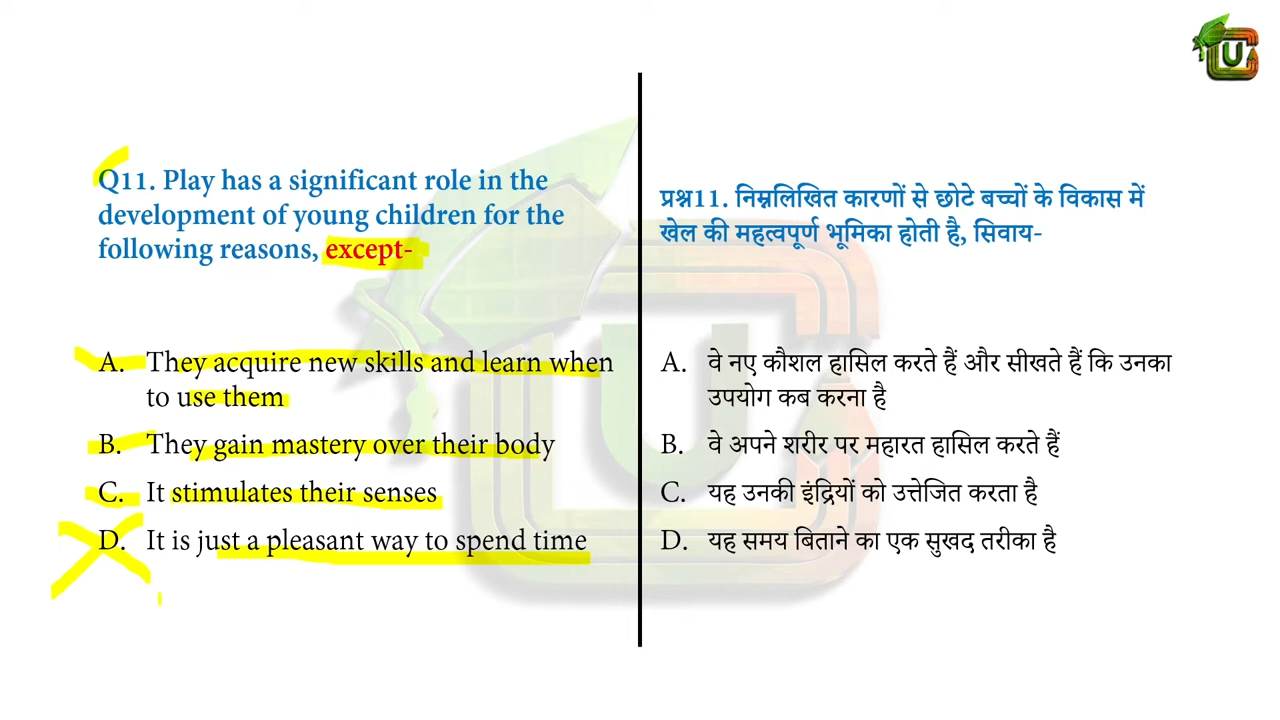 Q11. Play has a significant role in the
development of young children for the
following reasons, except-
A. They acquire new skills and learn when
to use them
B. They gain mastery over their body
C. It stimulates their senses
D. It is just a pleasant way to spend time
प्रश्न11. निम्नलिखित कारणों से छोटे बच्चों के विकास में
खेल की महत्वपूर्ण भूमिका होती है, सिवाय-
A. वे नए कौशल हासिल करते हैं और सीखते हैं कि उनका
उपयोग कब करना है
B. वे अपने शरीर पर महारत हासिल करते हैं
C. यह उनकी इंद्रियों को उत्तेजित करता है
D. यह समय बिताने का एक सुखद तरीका है
U